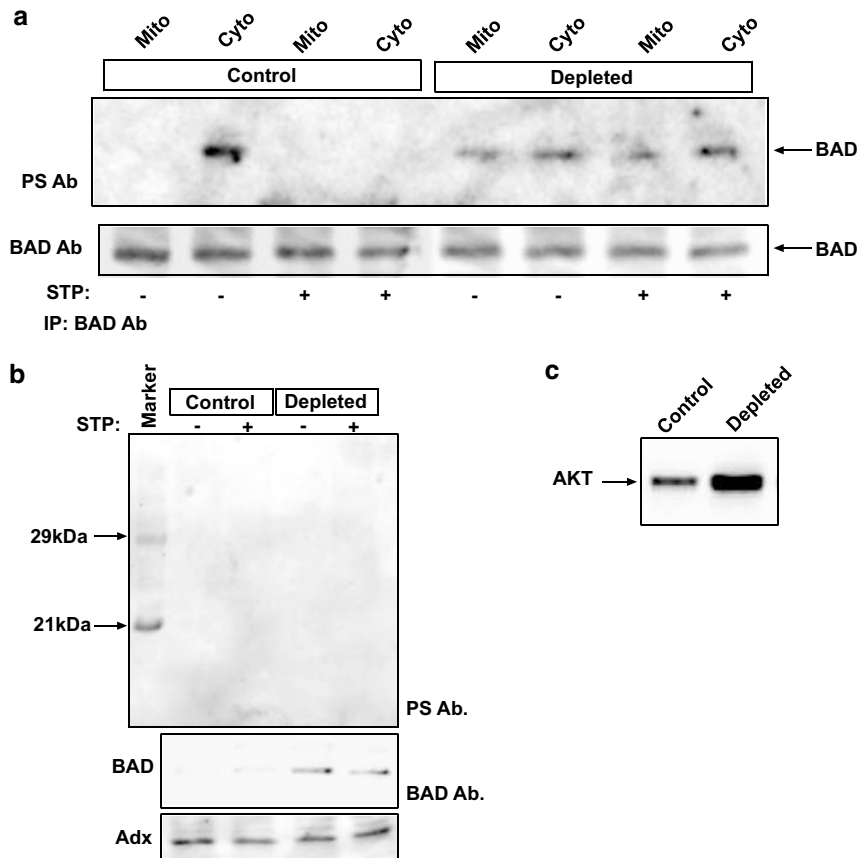 a
Mito Cyto Mito Cyto Mito Cyto Mito Cyto
Control Depleted
PS Ab BAD
BAD Ab BAD
STP: - - + + - - + +
IP: BAD Ab
b
Marker
Control Depleted
STP: - + - +
29kDa
21kDa
PS Ab.
BAD
BAD Ab.
Adx
c
Control Depleted
AKT